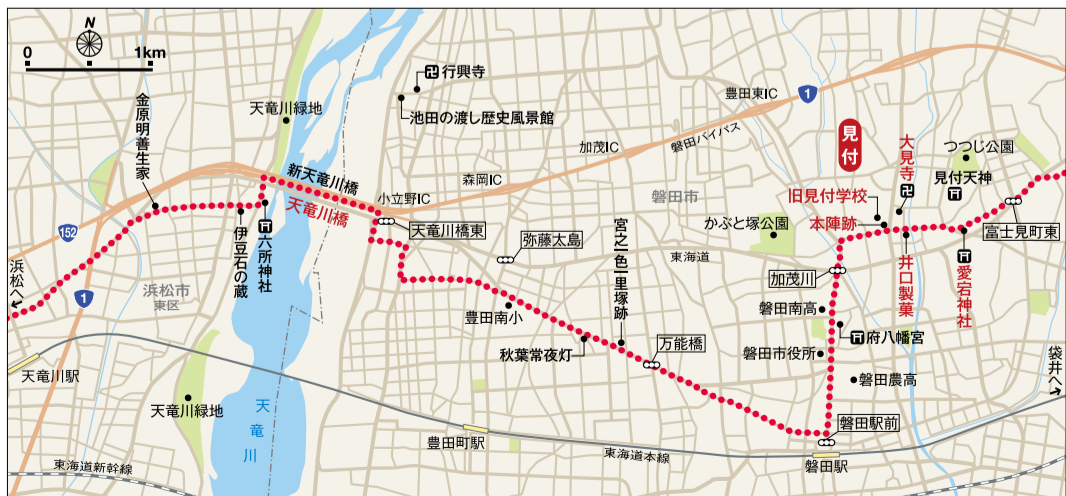 N
0 1km
金原明善生家
天竜川緑地
卍行興寺
池田の渡し歴史風景館
豊田東IC
1
磐田バイパス
加茂IC
森岡IC
小立野IC
新天竜川橋
天竜川橋
天竜川橋東
伊豆石の蔵
六所神社
152
1
浜松へ
浜松市
東区
弥藤太島
宮之一色一里塚跡
豊田南小
秋葉常夜灯
万能橋
磐田市
かぶと塚公園
東海道
加茂川
見付
旧見付学校
本陣跡
大見寺
卍
つつじ公園
見付天神
富士見町東
井口製菓
愛宕神社
磐田南高
府八幡宮
磐田市役所
磐田農高
袋井へ
磐田駅前
磐田駅
天竜川駅
天竜川緑地
天竜川
豊田町駅
東海道本線
東海道新幹線